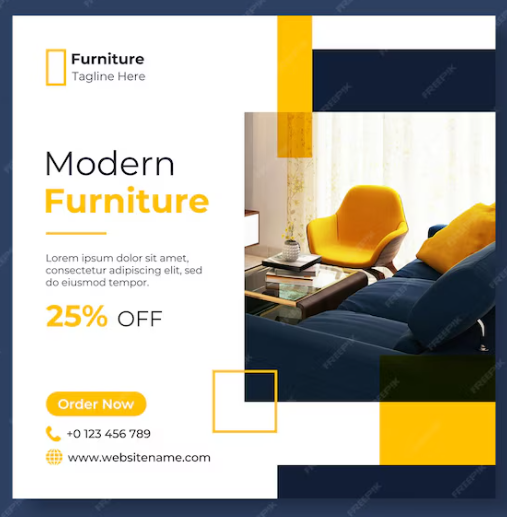 Furniture
Tagline Here
Modern
Furniture
Lorem ipsum dolor sit amet,
consectetur adipiscing elit, sed
do eiusmod tempor.
25% OFF
Order Now
+0 123 456 789
www.websitename.com